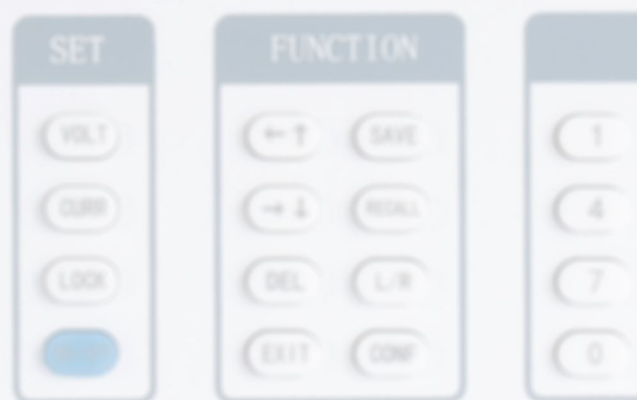 SET
VOLT
CURR
LOCK
FUNCTION
←↑ SAVE
→↓ RECALL
DEL L/R
EXIT CONF
1
4
7
0